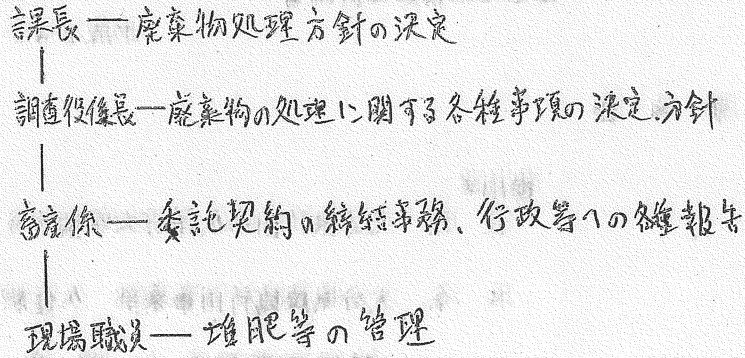 課長 ― 廃棄物処理方針の決定
調査役係長 ― 廃棄物の処理に関する各種事項の決定.方針
畜産係 ― 委託契約の締結事務、行政等への各種報告
現場職員 ― 堆肥等の管理